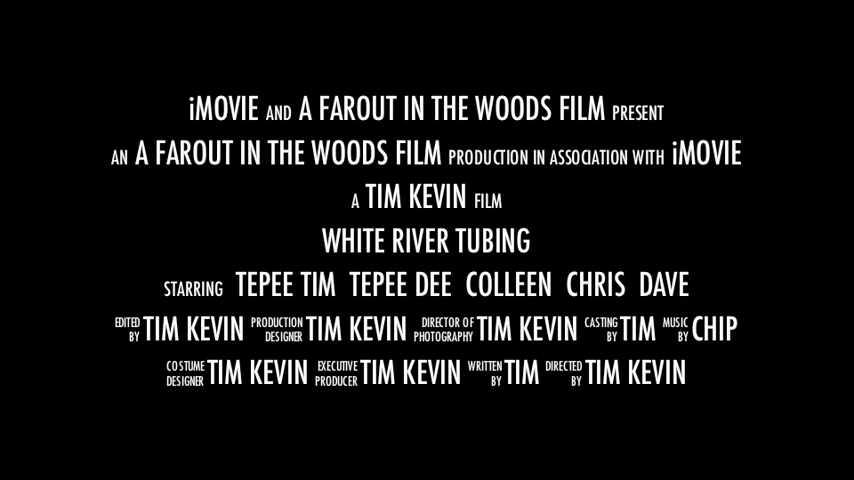 iMOVIE AND A FAROUT IN THE WOODS FILM PRESENT
AN A FAROUT IN THE WOODS FILM PRODUCTION IN ASSOCIATION WITH iMOVIE
A TIM KEVIN FILM
WHITE RIVER TUBING
STARRING TEPEE TIM TEPEE DEE COLLEEN CHRIS DAVE
EDITED BY TIM KEVIN PRODUCTION DESIGNER TIM KEVIN DIRECTOR OF PHOTOGRAPHY TIM KEVIN CASTING BY TIM MUSIC BY CHIP
COSTUME DESIGNER TIM KEVIN EXECUTIVE PRODUCER TIM KEVIN WRITTEN BY TIM DIRECTED BY TIM KEVIN